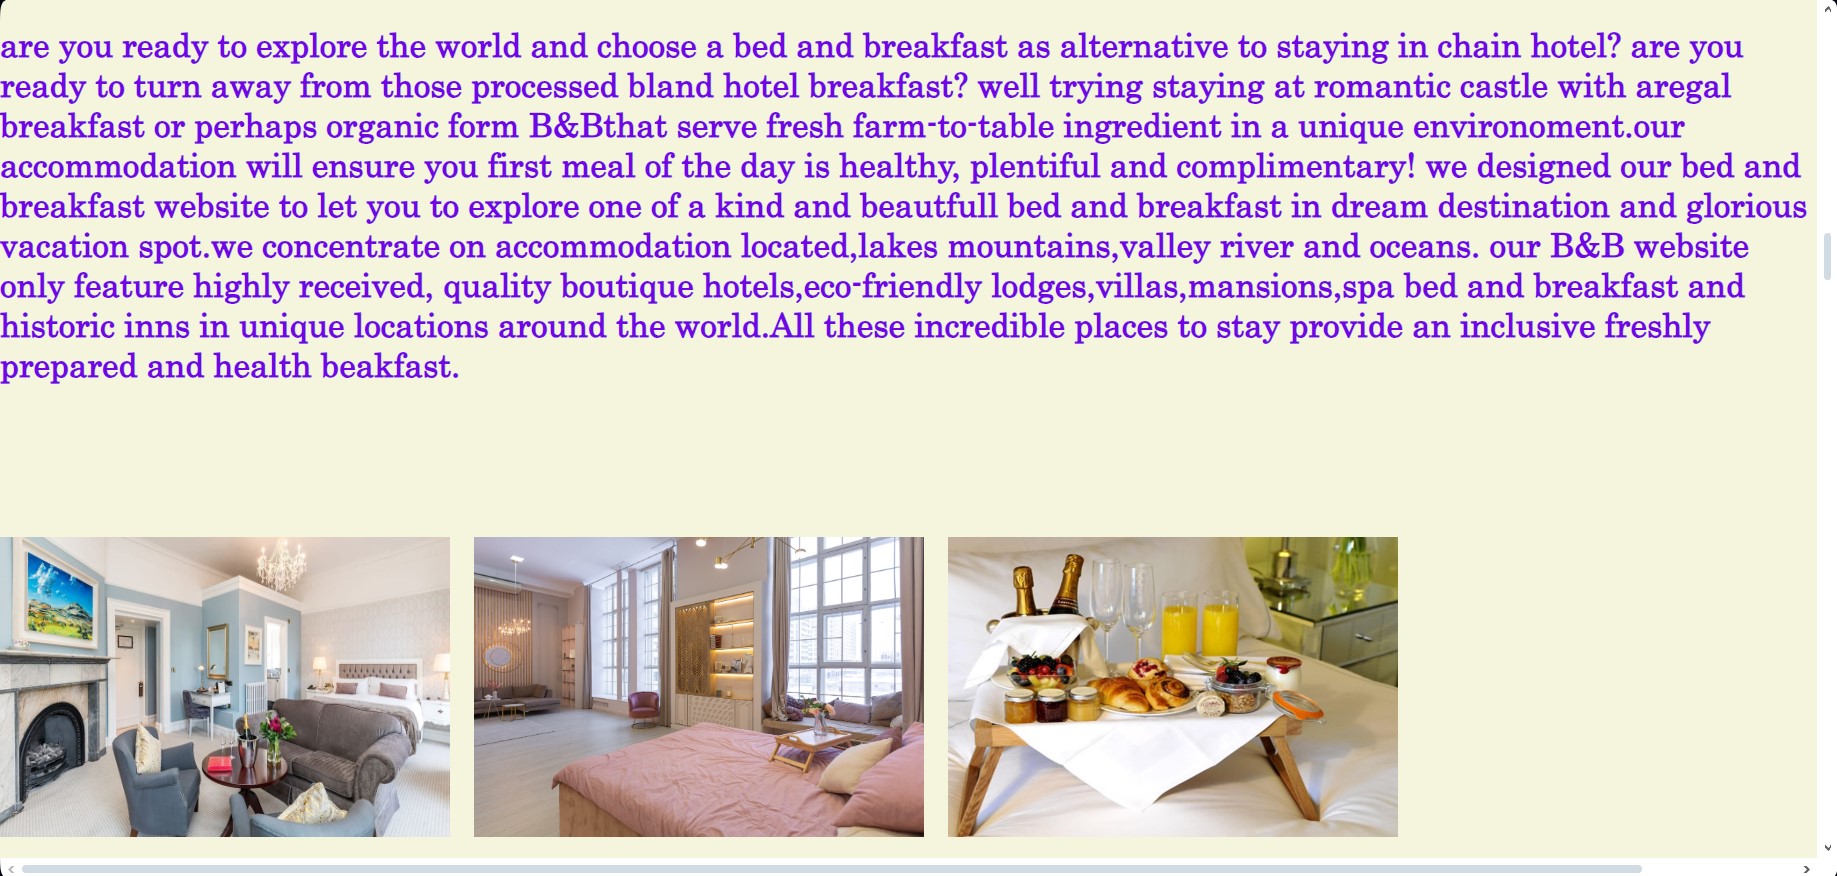 are you ready to explore the world and choose a bed and breakfast as alternative to staying in chain hotel? are you
ready to turn away from those processed bland hotel breakfast? well trying staying at romantic castle with aregal
breakfast or perhaps organic form B&Bthat serve fresh farm-to-table ingredient in a unique environoment.our
accommodation will ensure you first meal of the day is healthy, plentiful and complimentary! we designed our bed and
breakfast website to let you to explore one of a kind and beautfull bed and breakfast in dream destination and glorious
vacation spot.we concentrate on accommodation located,lakes mountains,valley river and oceans. our B&B website
only feature highly received, quality boutique hotels,eco-friendly lodges,villas,mansions,spa bed and breakfast and
historic inns in unique locations around the world.All these incredible places to stay provide an inclusive freshly
prepared and health beakfast.